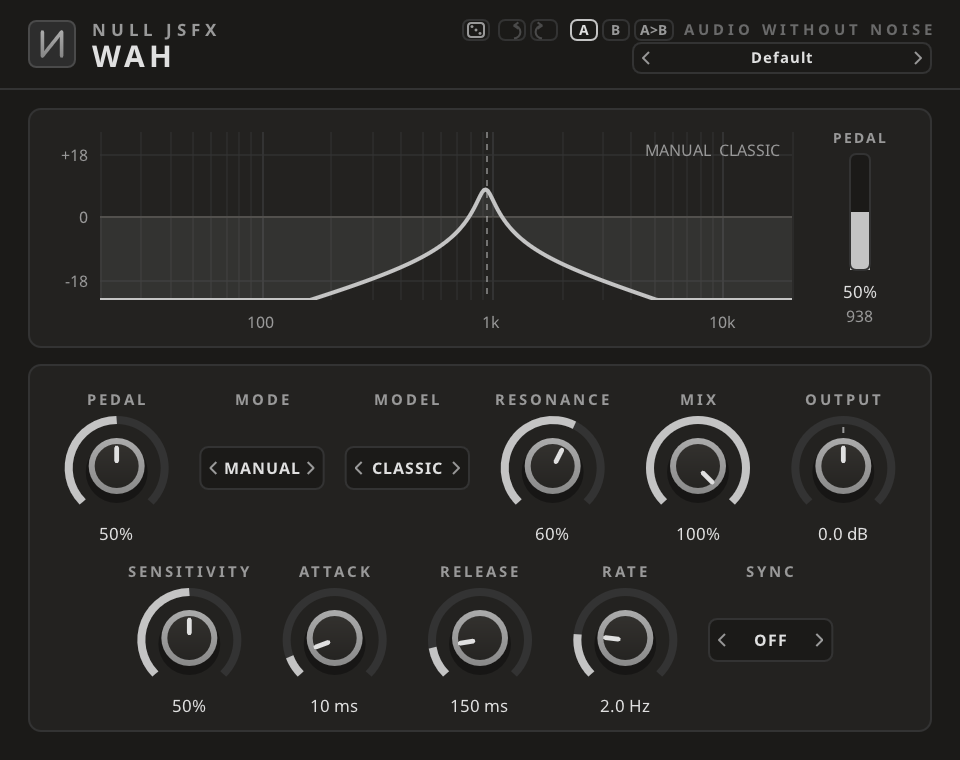 NULL JSFX
WAH
A B A>B AUDIO WITHOUT NOISE
Default
+18
0
-18
MANUAL CLASSIC
100 1k 10k
PEDAL
50%
938
PEDAL MODE MODEL RESONANCE MIX OUTPUT
MANUAL CLASSIC
50% 60% 100% 0.0 dB
SENSITIVITY ATTACK RELEASE RATE SYNC
OFF
50% 10 ms 150 ms 2.0 Hz